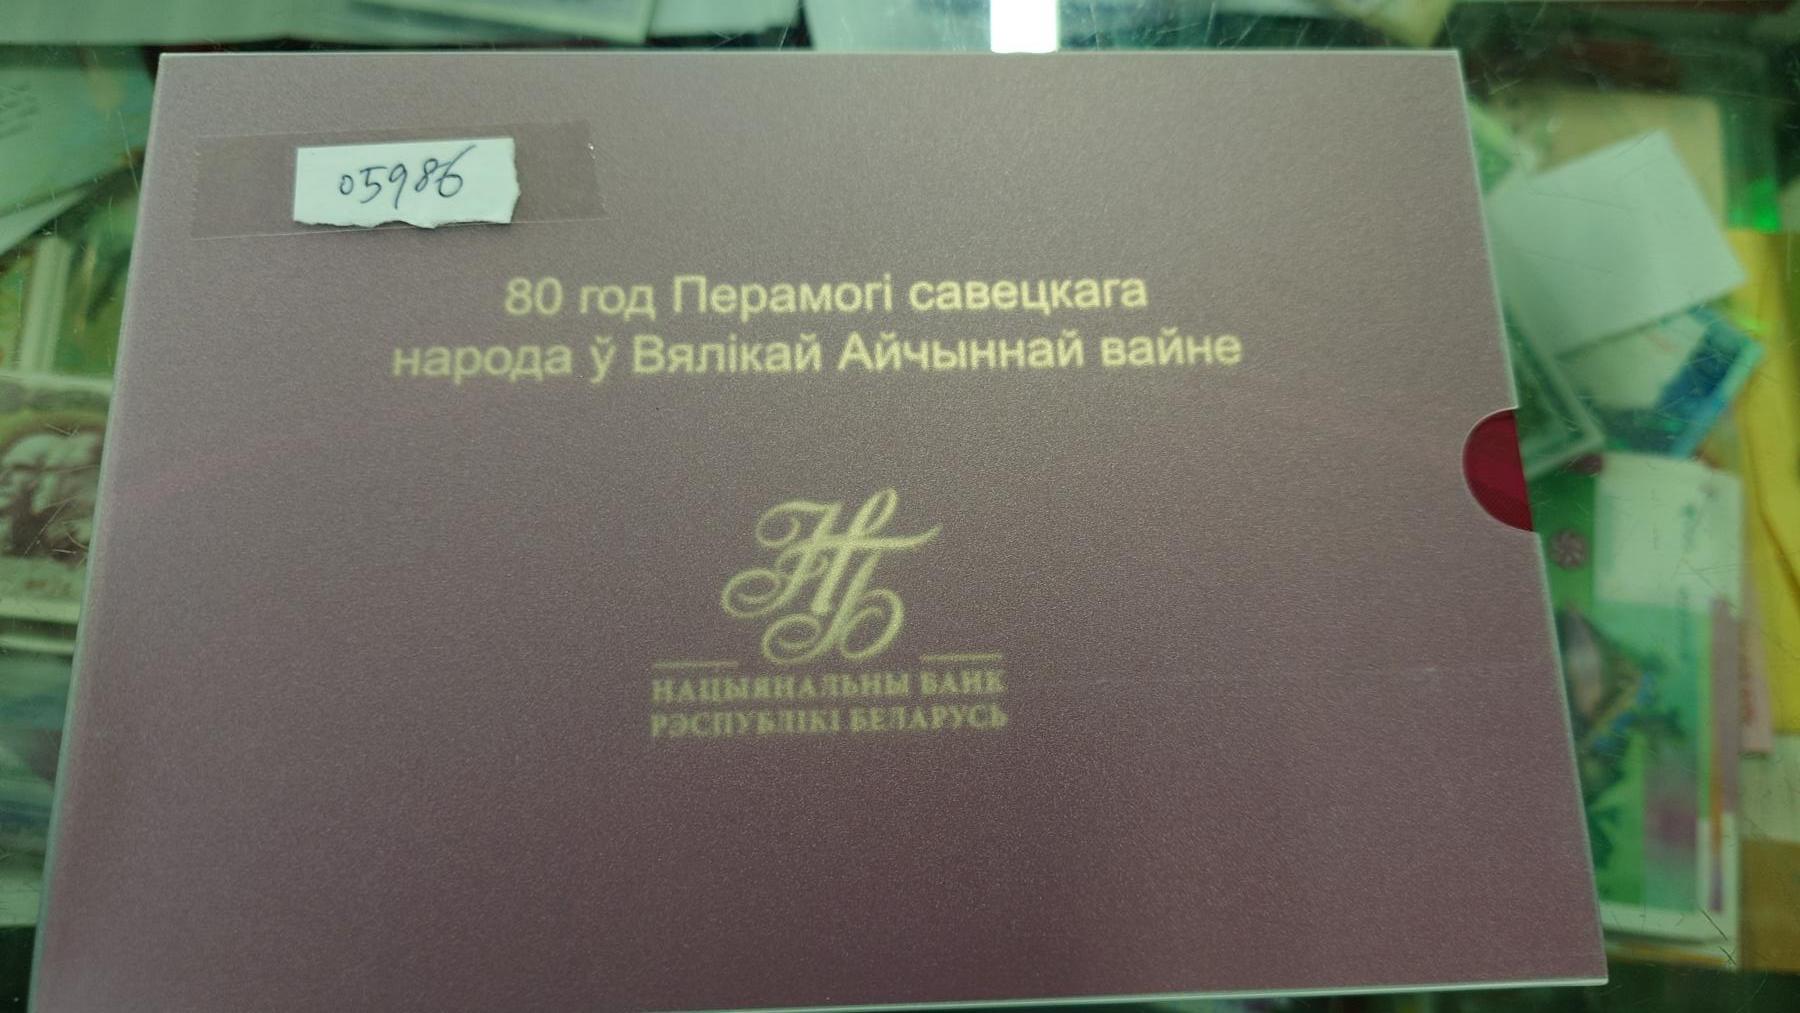 05986
80 год Перамогі савецкага
народа ў Вялікай Айчыннай вайне
НБ
НАЦЫЯНАЛЬНЫ БАНК
РЭСПУБЛІКІ БЕЛАРУСЬ